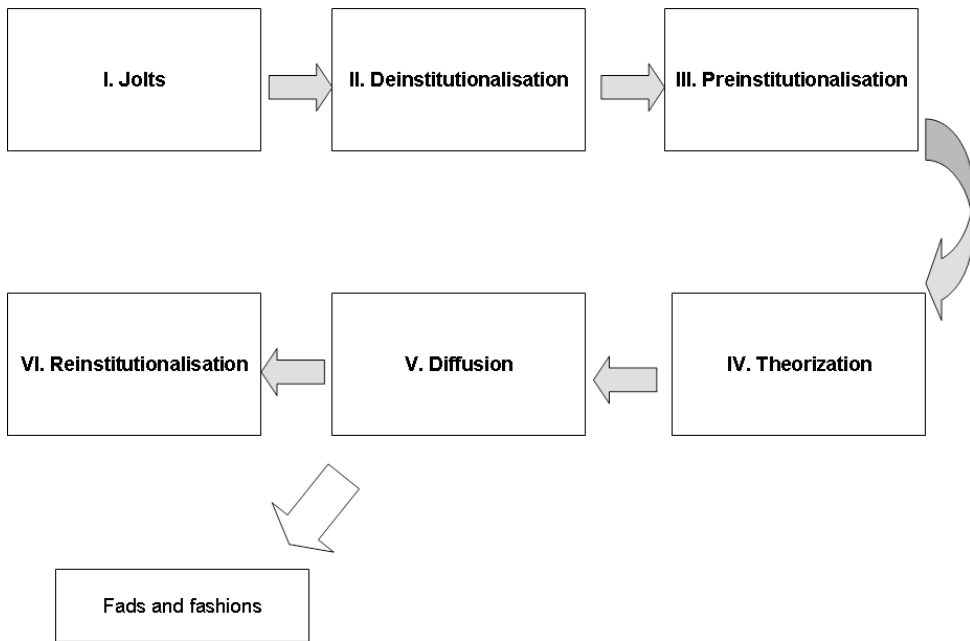 I. Jolts
II. Deinstitutionalisation
III. Preinstitutionalisation
IV. Theorization
V. Diffusion
VI. Reinstitutionalisation
Fads and fashions